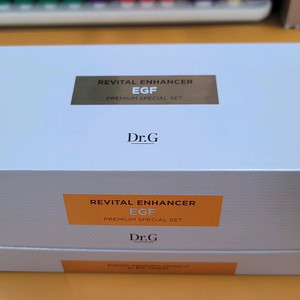 REVITAL ENHANCER
EGF
PREMIUM SPECIAL SET
Dr.G
REVITAL ENHANCER
EGF
PREMIUM SPECIAL SET
Dr.G